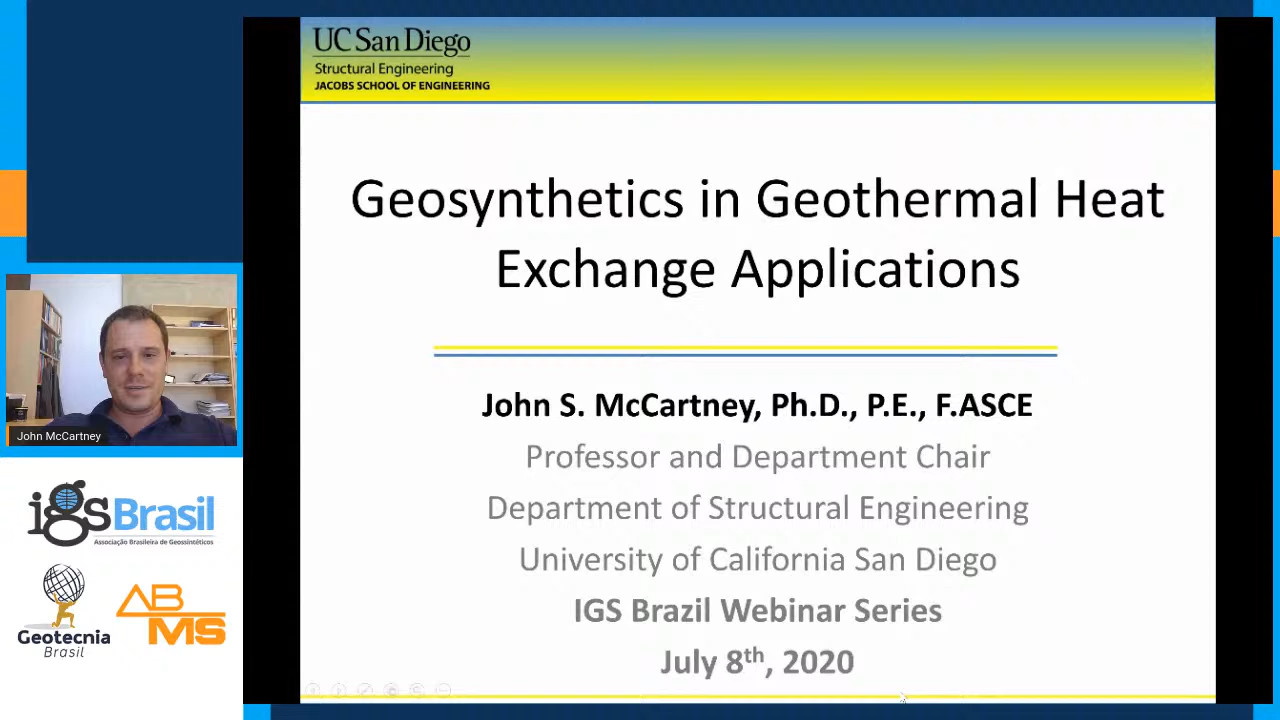 UC San Diego
Structural Engineering
JACOBS SCHOOL OF ENGINEERING
Geosynthetics in Geothermal Heat
Exchange Applications
John S. McCartney, Ph.D., P.E., F.ASCE
Professor and Department Chair
Department of Structural Engineering
University of California San Diego
IGS Brazil Webinar Series
July 8th, 2020
John McCartney
igsBrasil
Associação Brasileira de Geossintéticos
Geotecnia
Brasil
ABMS